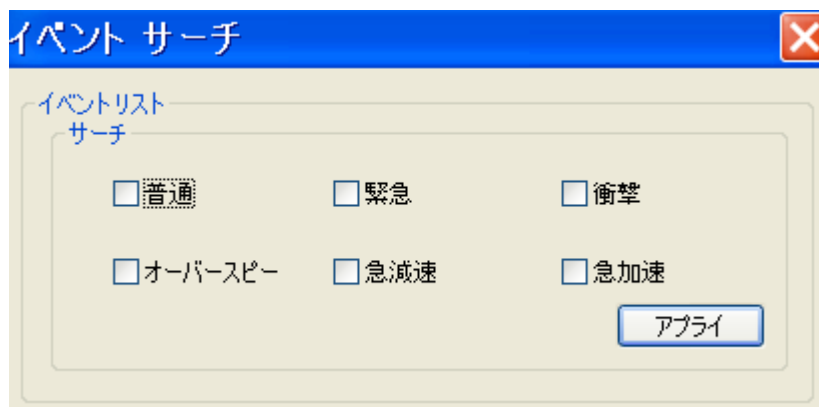 イベント サーチ
イベントリスト
サーチ
普通 緊急 衝撃
オーバースピー 急減速 急加速
アプライ